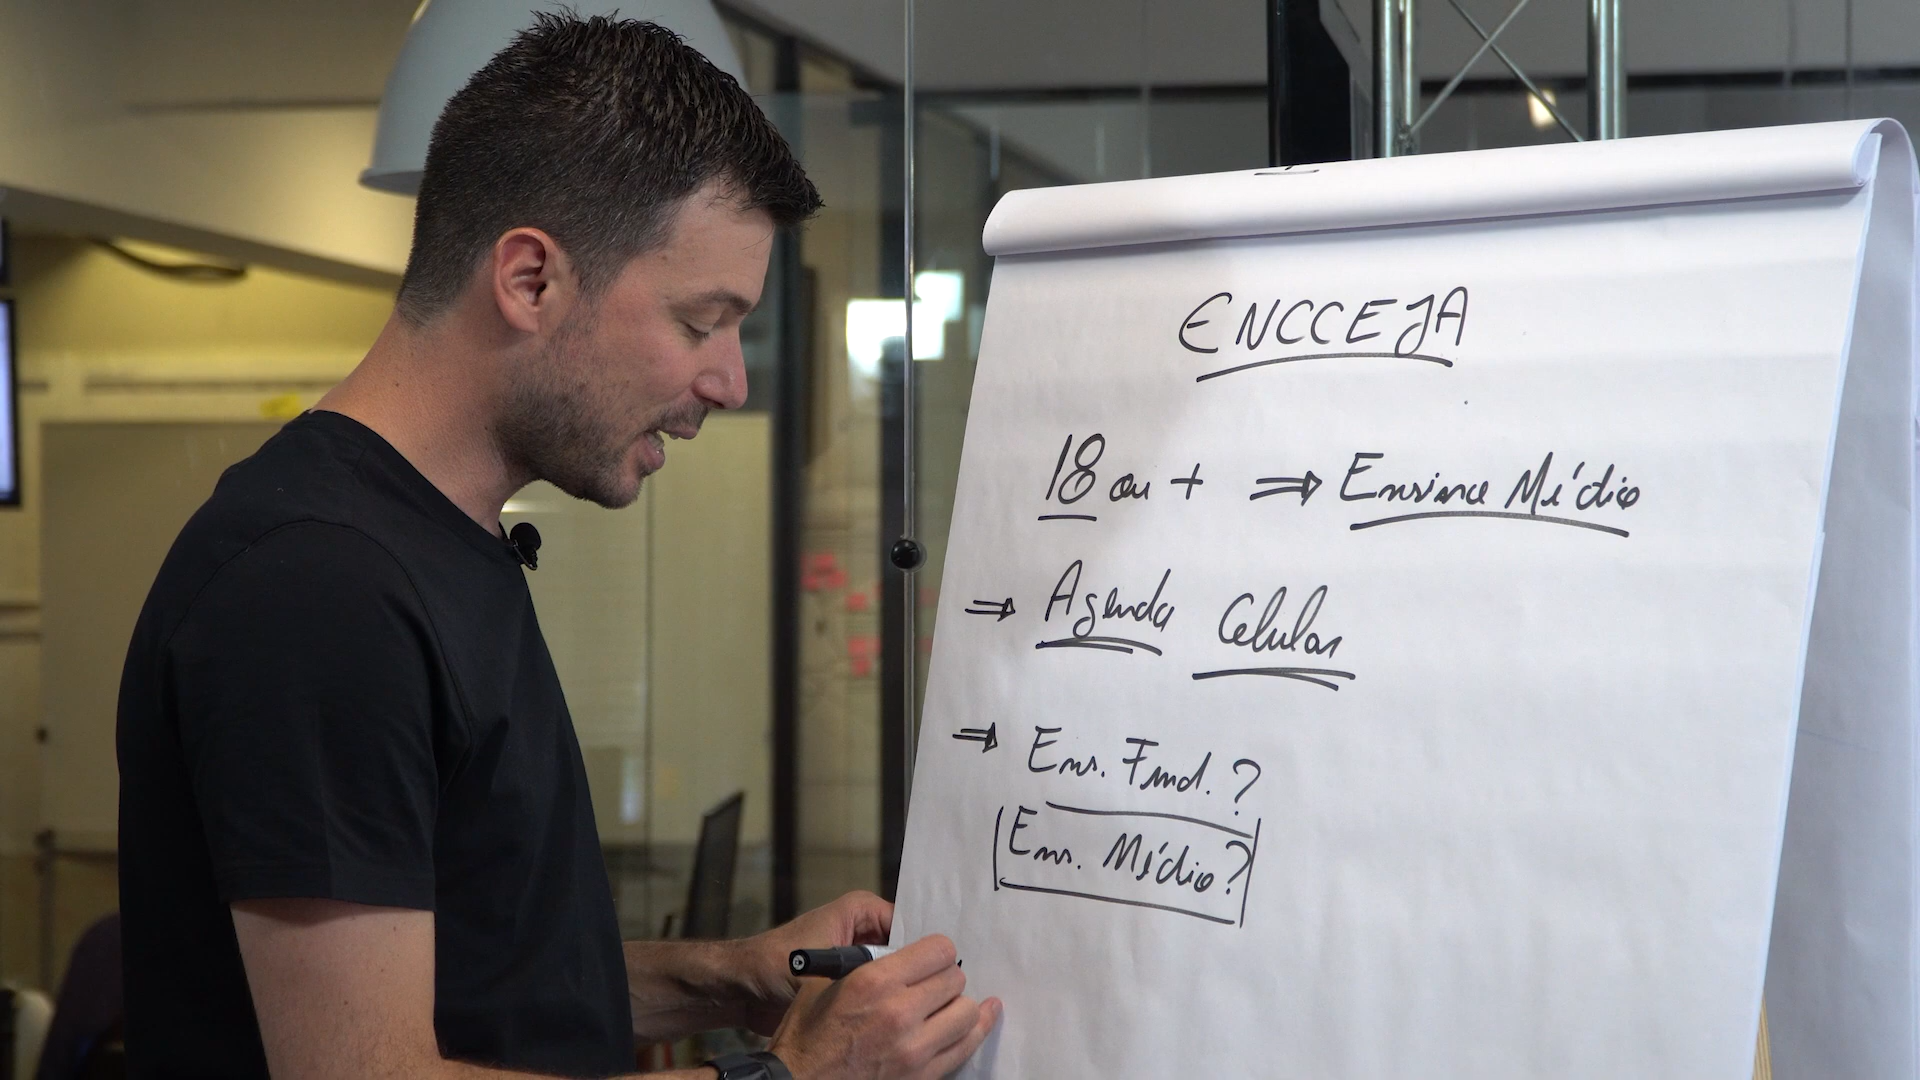 ENCCEJA
18 ou + ⇒ Ensino Médio
⇒ Agenda Celular
⇒ Ens. Fund.?
Ens. Médio?